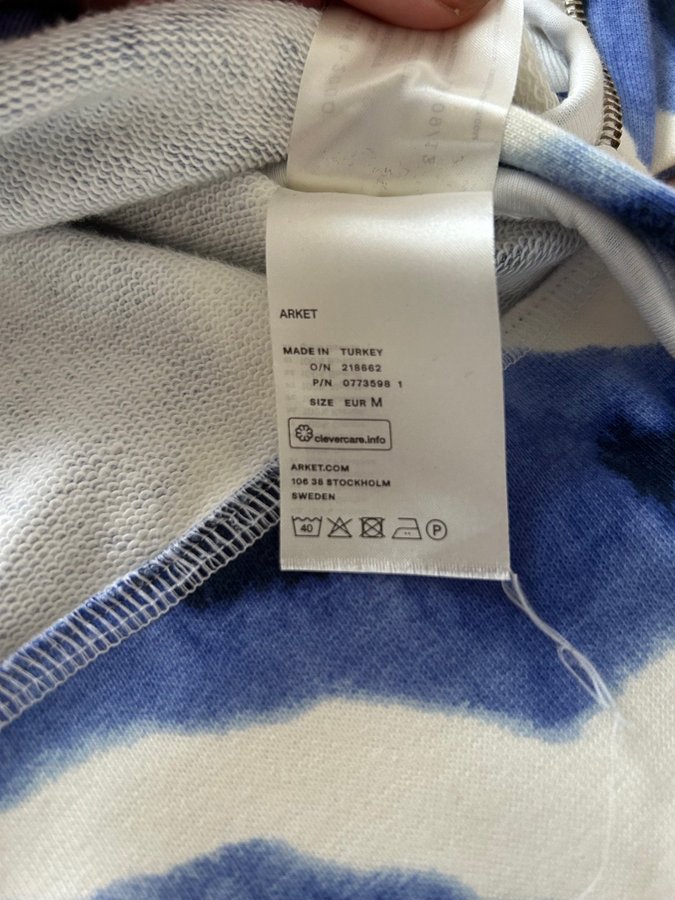 ARKET
MADE IN TURKEY
O/N 218662
P/N 0773598 1
SIZE EUR M
clevercare.info
ARKET.COM
106 38 STOCKHOLM
SWEDEN
40
P